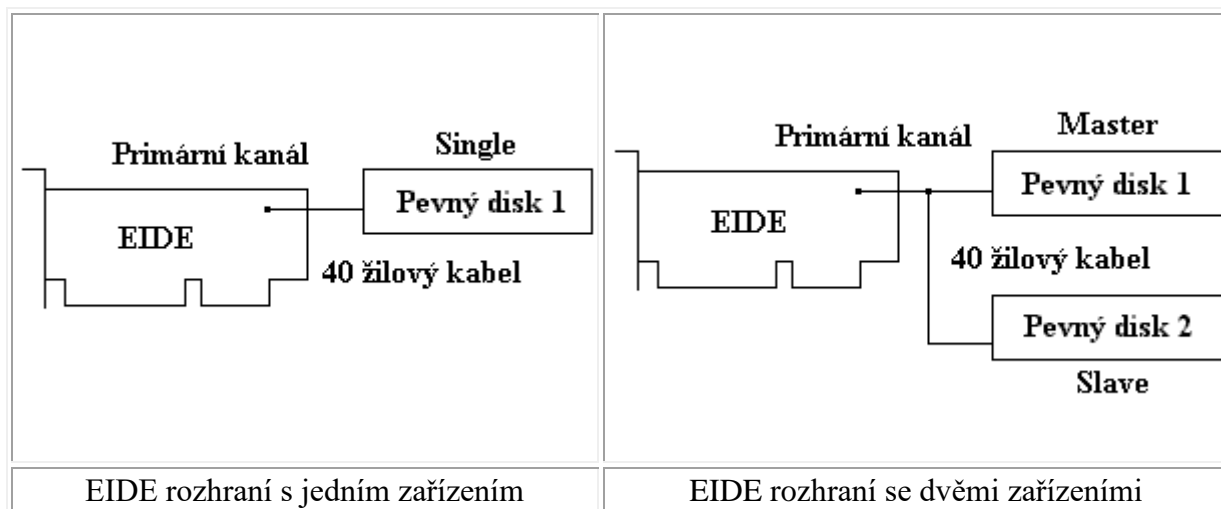 Primární kanál
Single
Pevný disk 1
EIDE
40 žilový kabel
EIDE rozhraní s jedním zařízením
Primární kanál
Master
Pevný disk 1
EIDE
40 žilový kabel
Pevný disk 2
Slave
EIDE rozhraní se dvěmi zařízeními